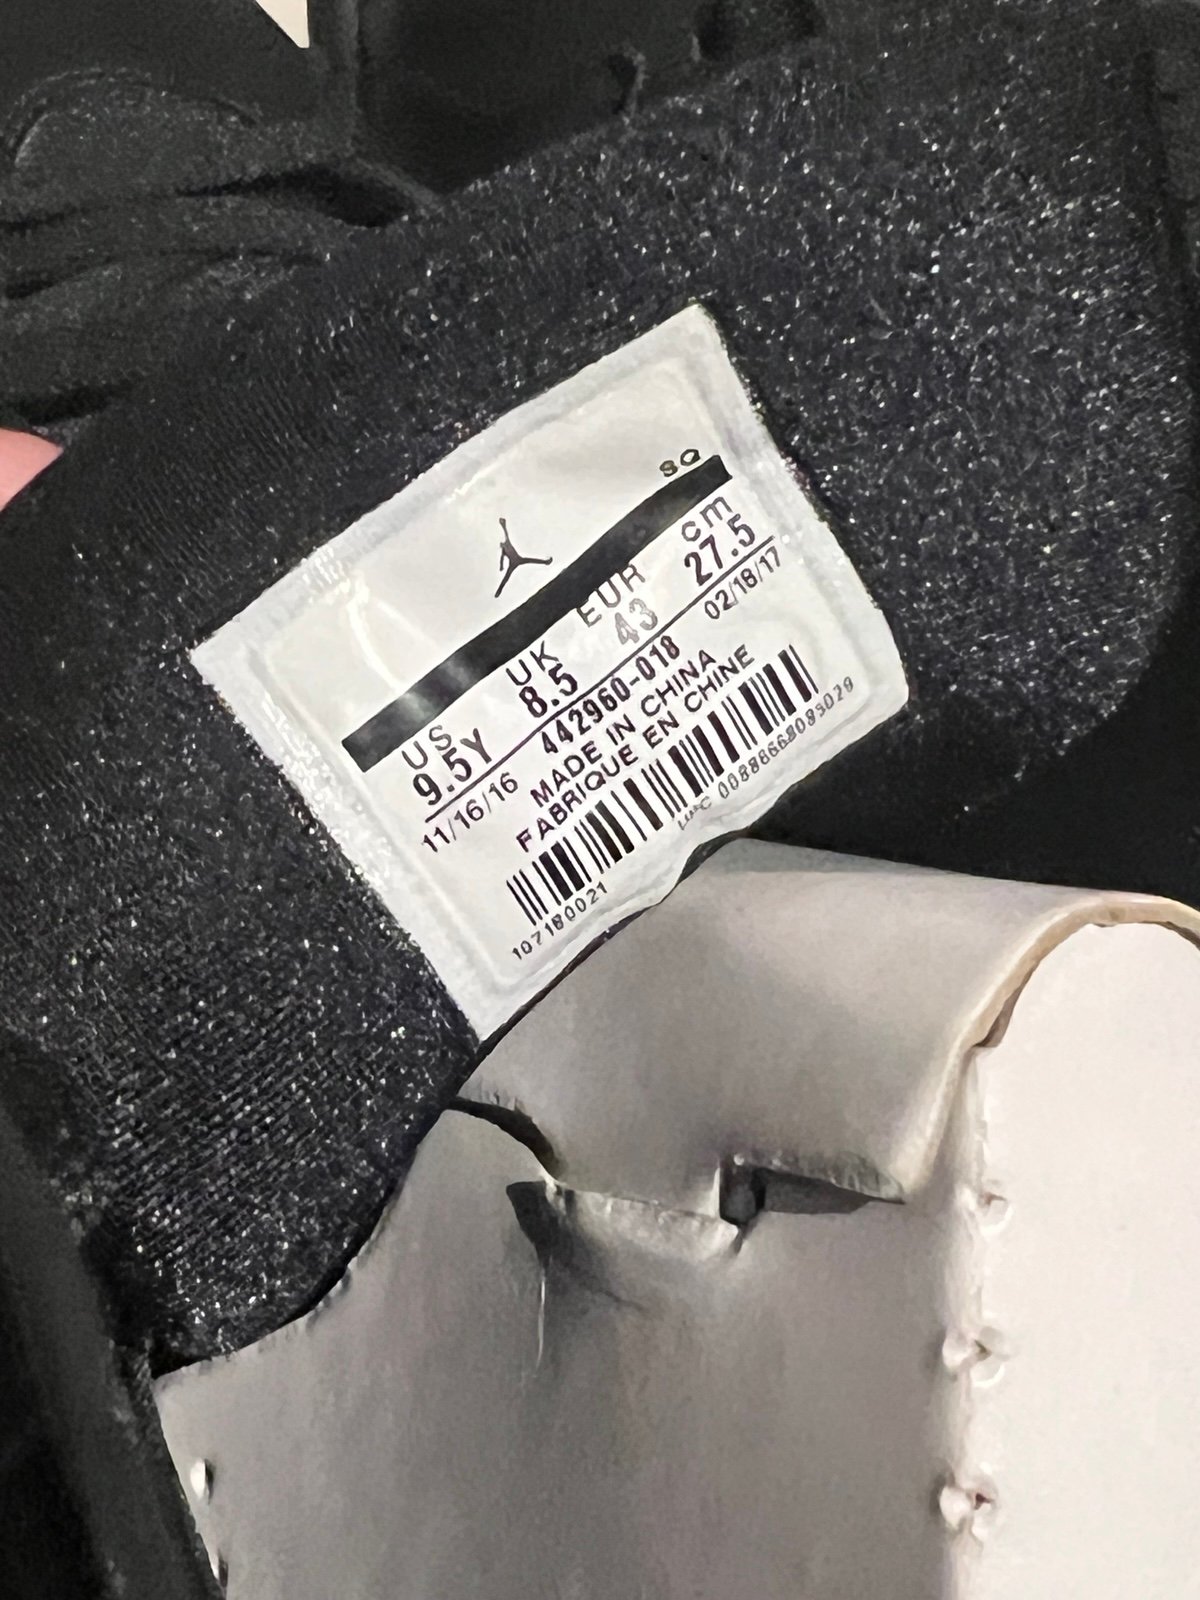 SQ
US UK EUR cm
9.5Y 8.5 43 27.5
11/16/16 442960-018 02/18/17
MADE IN CHINA
FABRIQUE EN CHINE
107180021